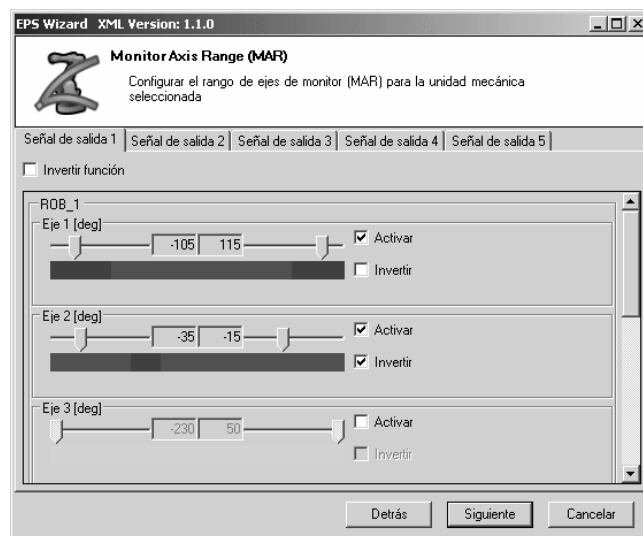 EPS Wizard XML Version: 1.1.0
Monitor Axis Range (MAR)
Configurar el rango de ejes de monitor (MAR) para la unidad mecánica
seleccionada
Señal de salida 1 Señal de salida 2 Señal de salida 3 Señal de salida 4 Señal de salida 5
Invertir función
ROB_1
Eje 1 [deg]
-105 115 Activar
Invertir
Eje 2 [deg]
-35 -15 Activar
Invertir
Eje 3 [deg]
-230 50 Activar
Invertir
Detrás Siguiente Cancelar